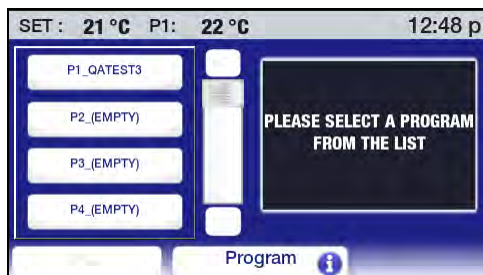 SET : 21 °C P1: 22 °C 12:48 p
P1_QATEST3
P2_(EMPTY)
P3_(EMPTY)
P4_(EMPTY)
PLEASE SELECT A PROGRAM
FROM THE LIST
Program i